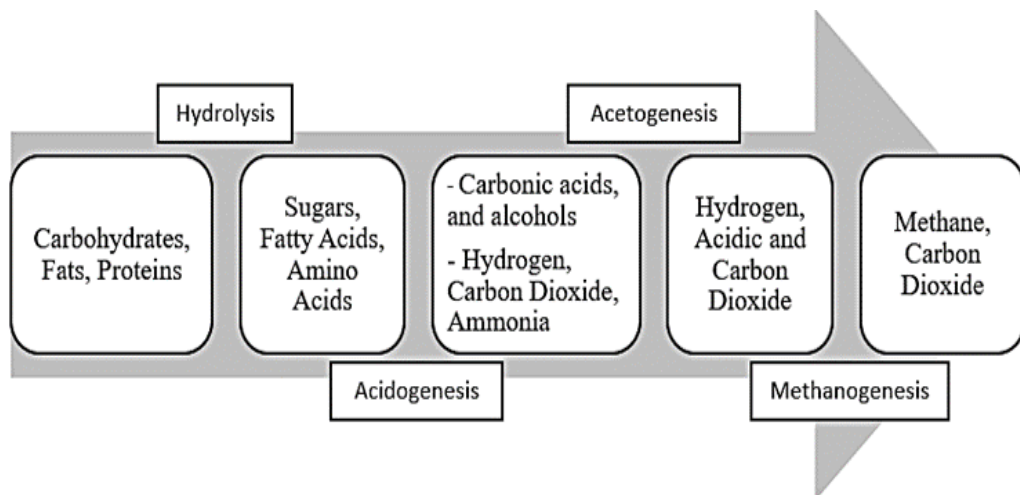 Hydrolysis
Acetogenesis
Carbohydrates,
Fats, Proteins
Sugars,
Fatty Acids,
Amino
Acids
- Carbonic acids,
and alcohols
- Hydrogen,
Carbon Dioxide,
Ammonia
Hydrogen,
Acidic and
Carbon
Dioxide
Methane,
Carbon
Dioxide
Acidogenesis
Methanogenesis